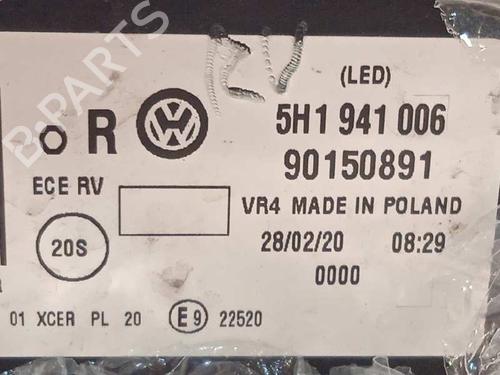 (LED)
R
5H1 941 006
90150891
ECE RV
VR4 MADE IN POLAND
20S
28/02/20 08:29
0000
01 XCER PL 20 E9 22520
B-PARTS